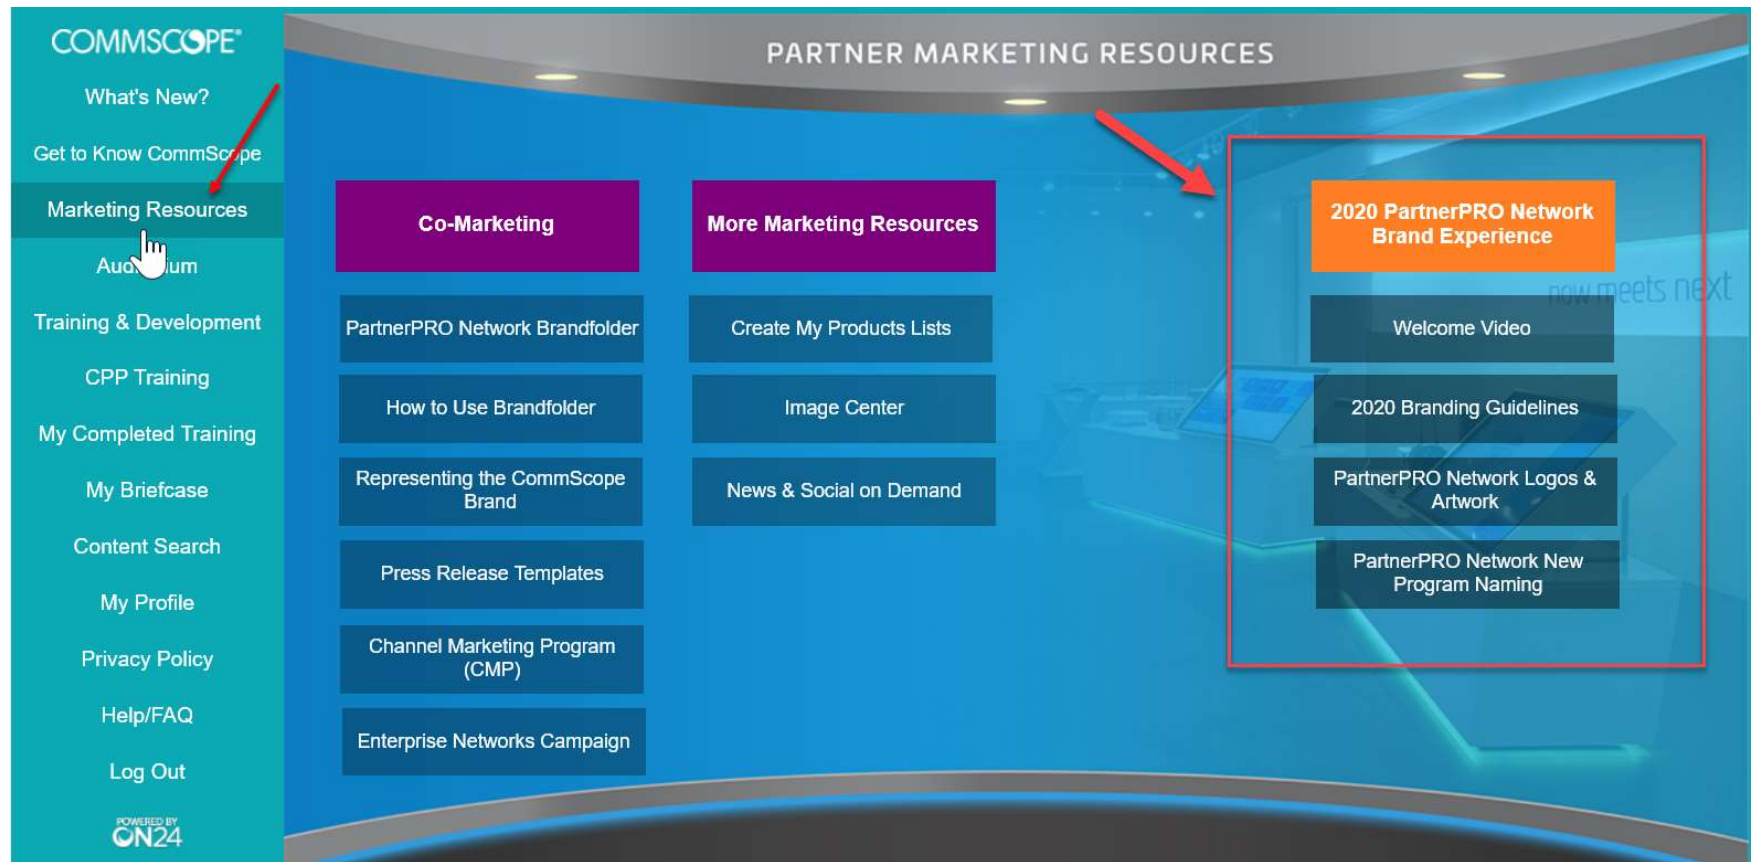 COMMSCOPE®
What's New?
Get to Know CommScope
Marketing Resources
Training & Development
CPP Training
My Completed Training
My Briefcase
Content Search
My Profile
Privacy Policy
Help/FAQ
Log Out
POWERED BY
ON24
PARTNER MARKETING RESOURCES
Co-Marketing
PartnerPRO Network Brandfolder
How to Use Brandfolder
Representing the CommScope
Brand
Press Release Templates
Channel Marketing Program
(CMP)
Enterprise Networks Campaign
More Marketing Resources
Create My Products Lists
Image Center
News & Social on Demand
2020 PartnerPRO Network
Brand Experience
now meets next
Welcome Video
2020 Branding Guidelines
PartnerPRO Network Logos &
Artwork
PartnerPRO Network New
Program Naming